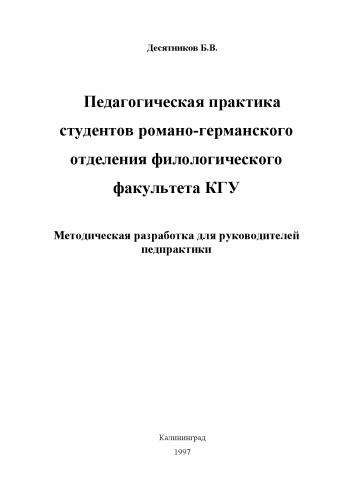 Десятников Б.В.
Педагогическая практика
студентов романо-германского
отделения филологического
факультета КГУ
Методическая разработка для руководителей
педпрактики
Калининград
1997